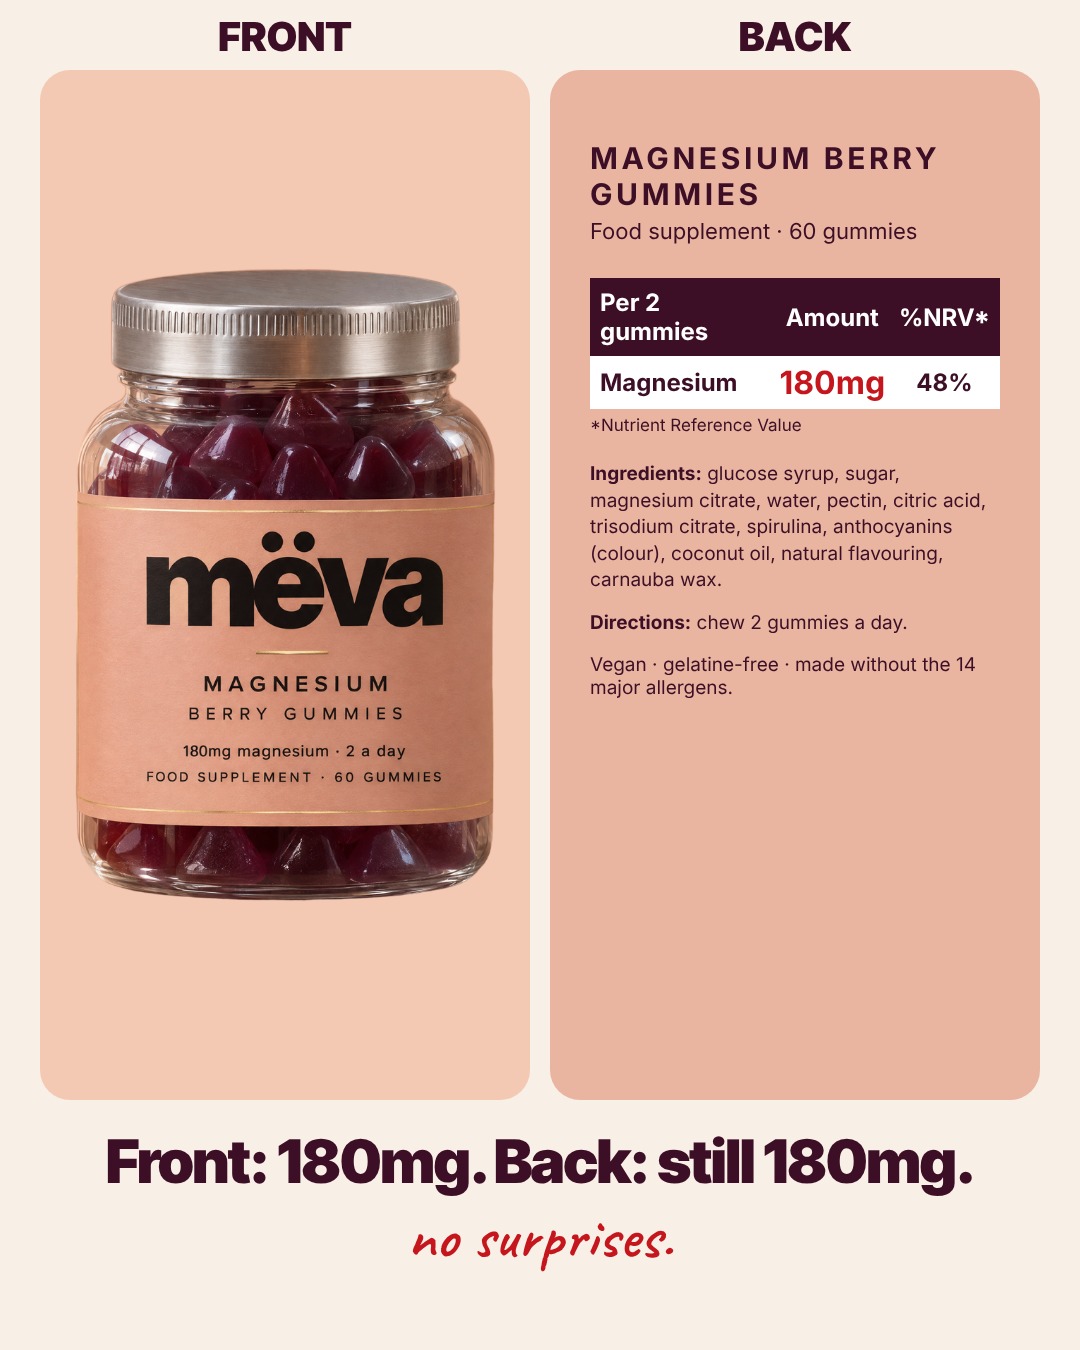 FRONT
mëva
MAGNESIUM
BERRY GUMMIES
180mg magnesium · 2 a day
FOOD SUPPLEMENT · 60 GUMMIES
BACK
MAGNESIUM BERRY
GUMMIES
Food supplement · 60 gummies
Per 2
gummies
Amount
%NRV*
Magnesium
180mg
48%
*Nutrient Reference Value
Ingredients: glucose syrup, sugar,
magnesium citrate, water, pectin, citric acid,
trisodium citrate, spirulina, anthocyanins
(colour), coconut oil, natural flavouring,
carnauba wax.
Directions: chew 2 gummies a day.
Vegan · gelatine-free · made without the 14
major allergens.
Front: 180mg. Back: still 180mg.
no surprises.